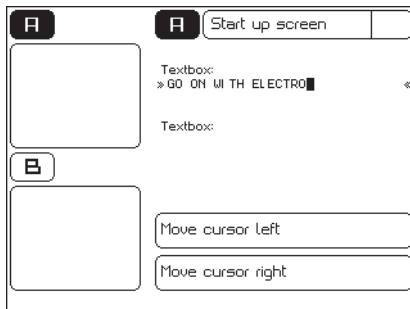 A
A Start up screen
Textbox:
»GO ON WITH ELECTRO «
Textbox:
B
Move cursor left
Move cursor right